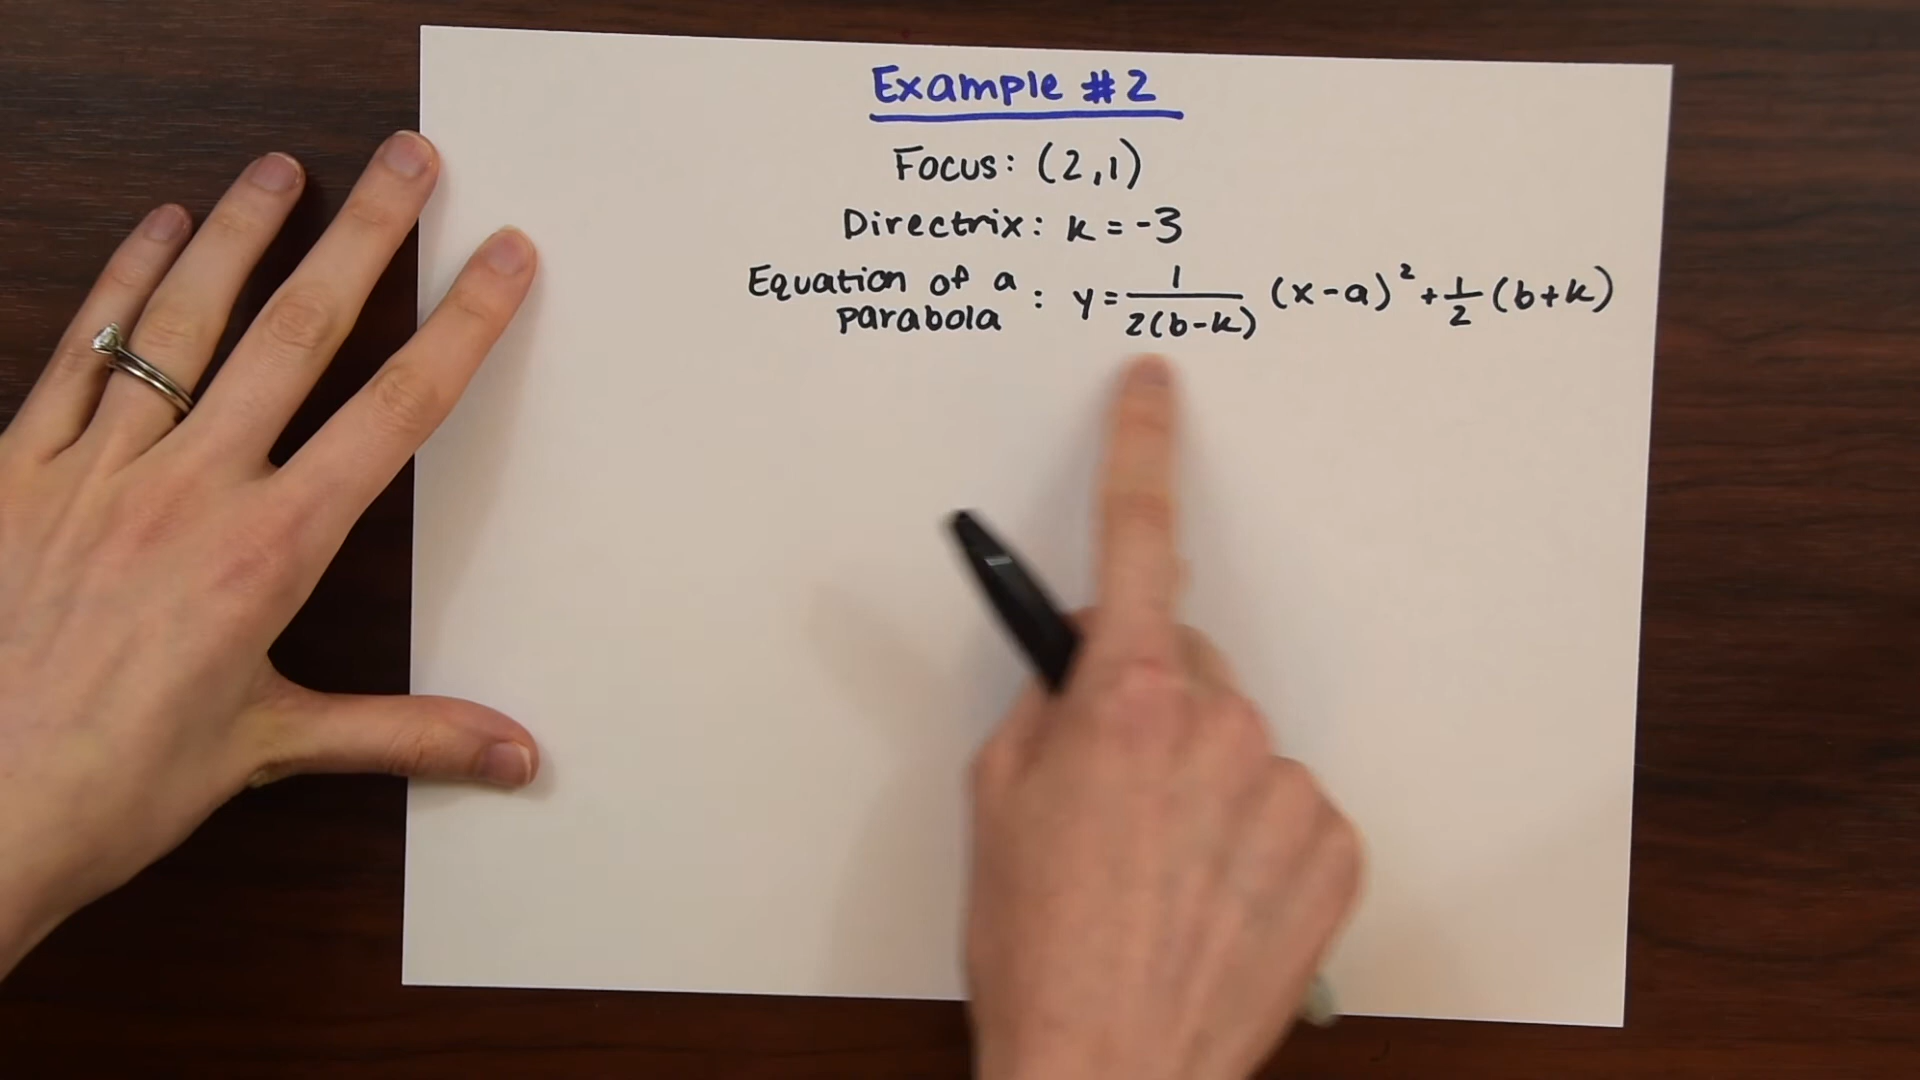 Example #2
Focus: (2,1)
Directrix: k = -3
Equation of a parabola : y = 1/2(b-k) (x-a)² + 1/2 (b+k)